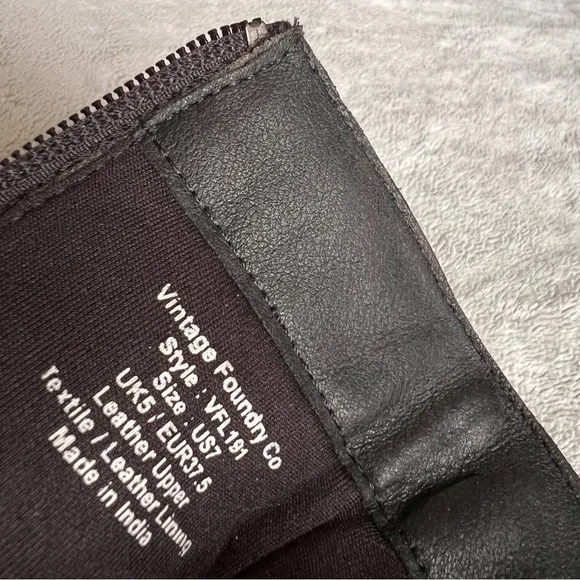 Vintage Foundry Co
Style : VFL191
Size : US7
UK5 / EUR37.5
Leather Upper
Textile / Leather Lining
Made in India